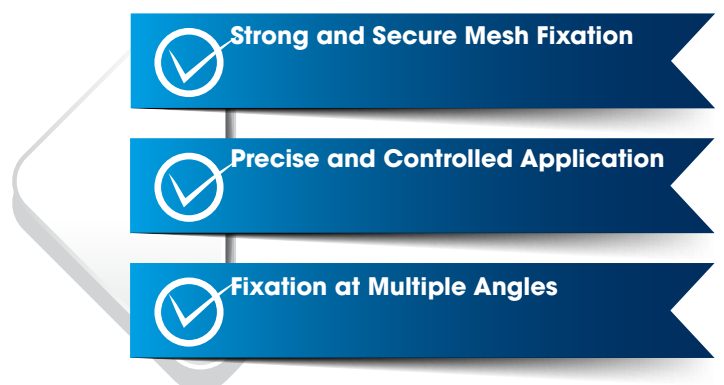 Strong and Secure Mesh Fixation
Precise and Controlled Application
Fixation at Multiple Angles